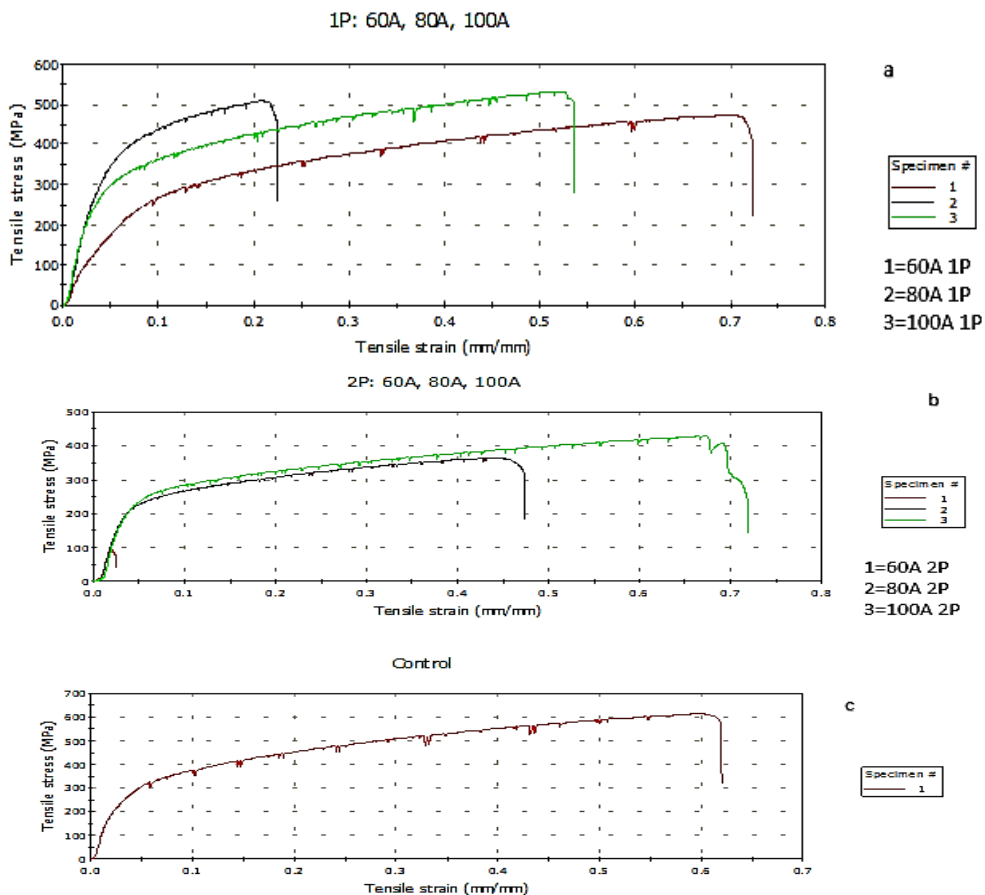 1P: 60A, 80A, 100A
a
Tensile stress (MPa)
600
500
400
300
200
100
0
0.0 0.1 0.2 0.3 0.4 0.5 0.6 0.7 0.8
Tensile strain (mm/mm)
Specimen #
1
2
3
1=60A 1P
2=80A 1P
3=100A 1P
2P: 60A, 80A, 100A
b
Tensile stress (MPa)
500
400
300
200
100
0
0.0 0.1 0.2 0.3 0.4 0.5 0.6 0.7 0.8
Tensile strain (mm/mm)
Specimen #
1
2
3
1=60A 2P
2=80A 2P
3=100A 2P
Control
c
Tensile stress (MPa)
700
600
500
400
300
200
100
0
0.0 0.1 0.2 0.3 0.4 0.5 0.6 0.7
Tensile strain (mm/mm)
Specimen #
1